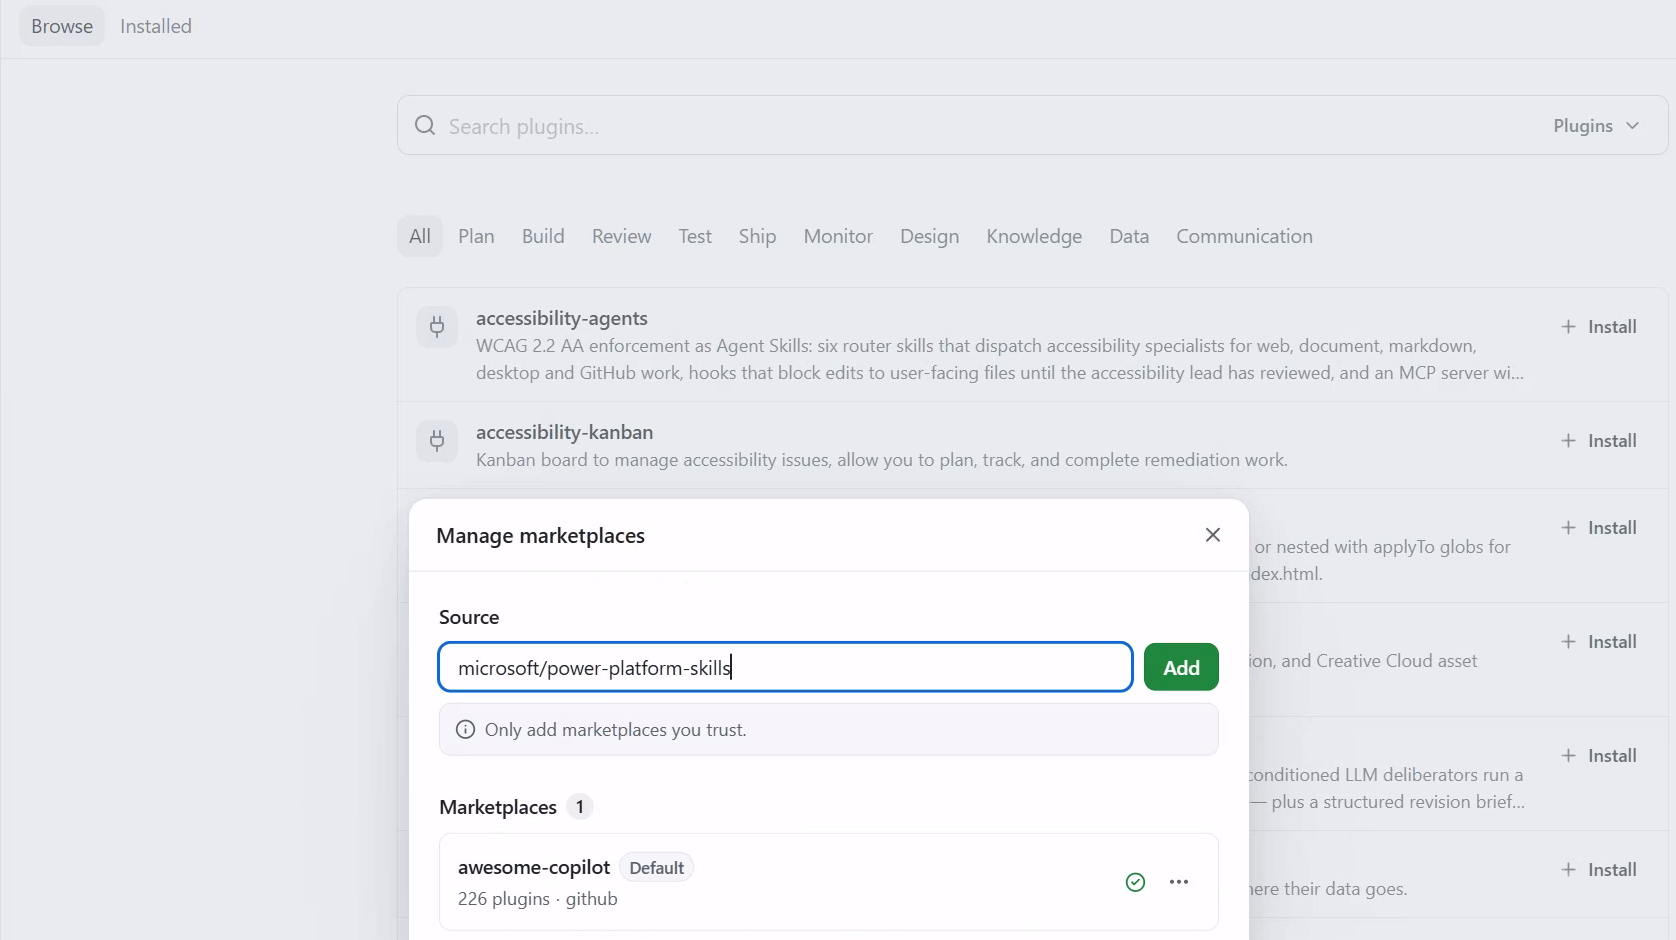 Browse Installed
Search plugins... Plugins
All Plan Build Review Test Ship Monitor Design Knowledge Data Communication
accessibility-agents
Install
WCAG 2.2 AA enforcement as Agent Skills: six router skills that dispatch accessibility specialists for web, document, markdown,
desktop and GitHub work, hooks that block edits to user-facing files until the accessibility lead has reviewed, and an MCP server wi...
accessibility-kanban
Install
Kanban board to manage accessibility issues, allow you to plan, track, and complete remediation work.
Install
or nested with applyTo globs for
dex.html.
Install
ion, and Creative Cloud asset
Install
conditioned LLM deliberators run a
— plus a structured revision brief...
Install
here their data goes.
Manage marketplaces
Source
microsoft/power-platform-skills
Add
Only add marketplaces you trust.
Marketplaces 1
awesome-copilot Default
226 plugins · github